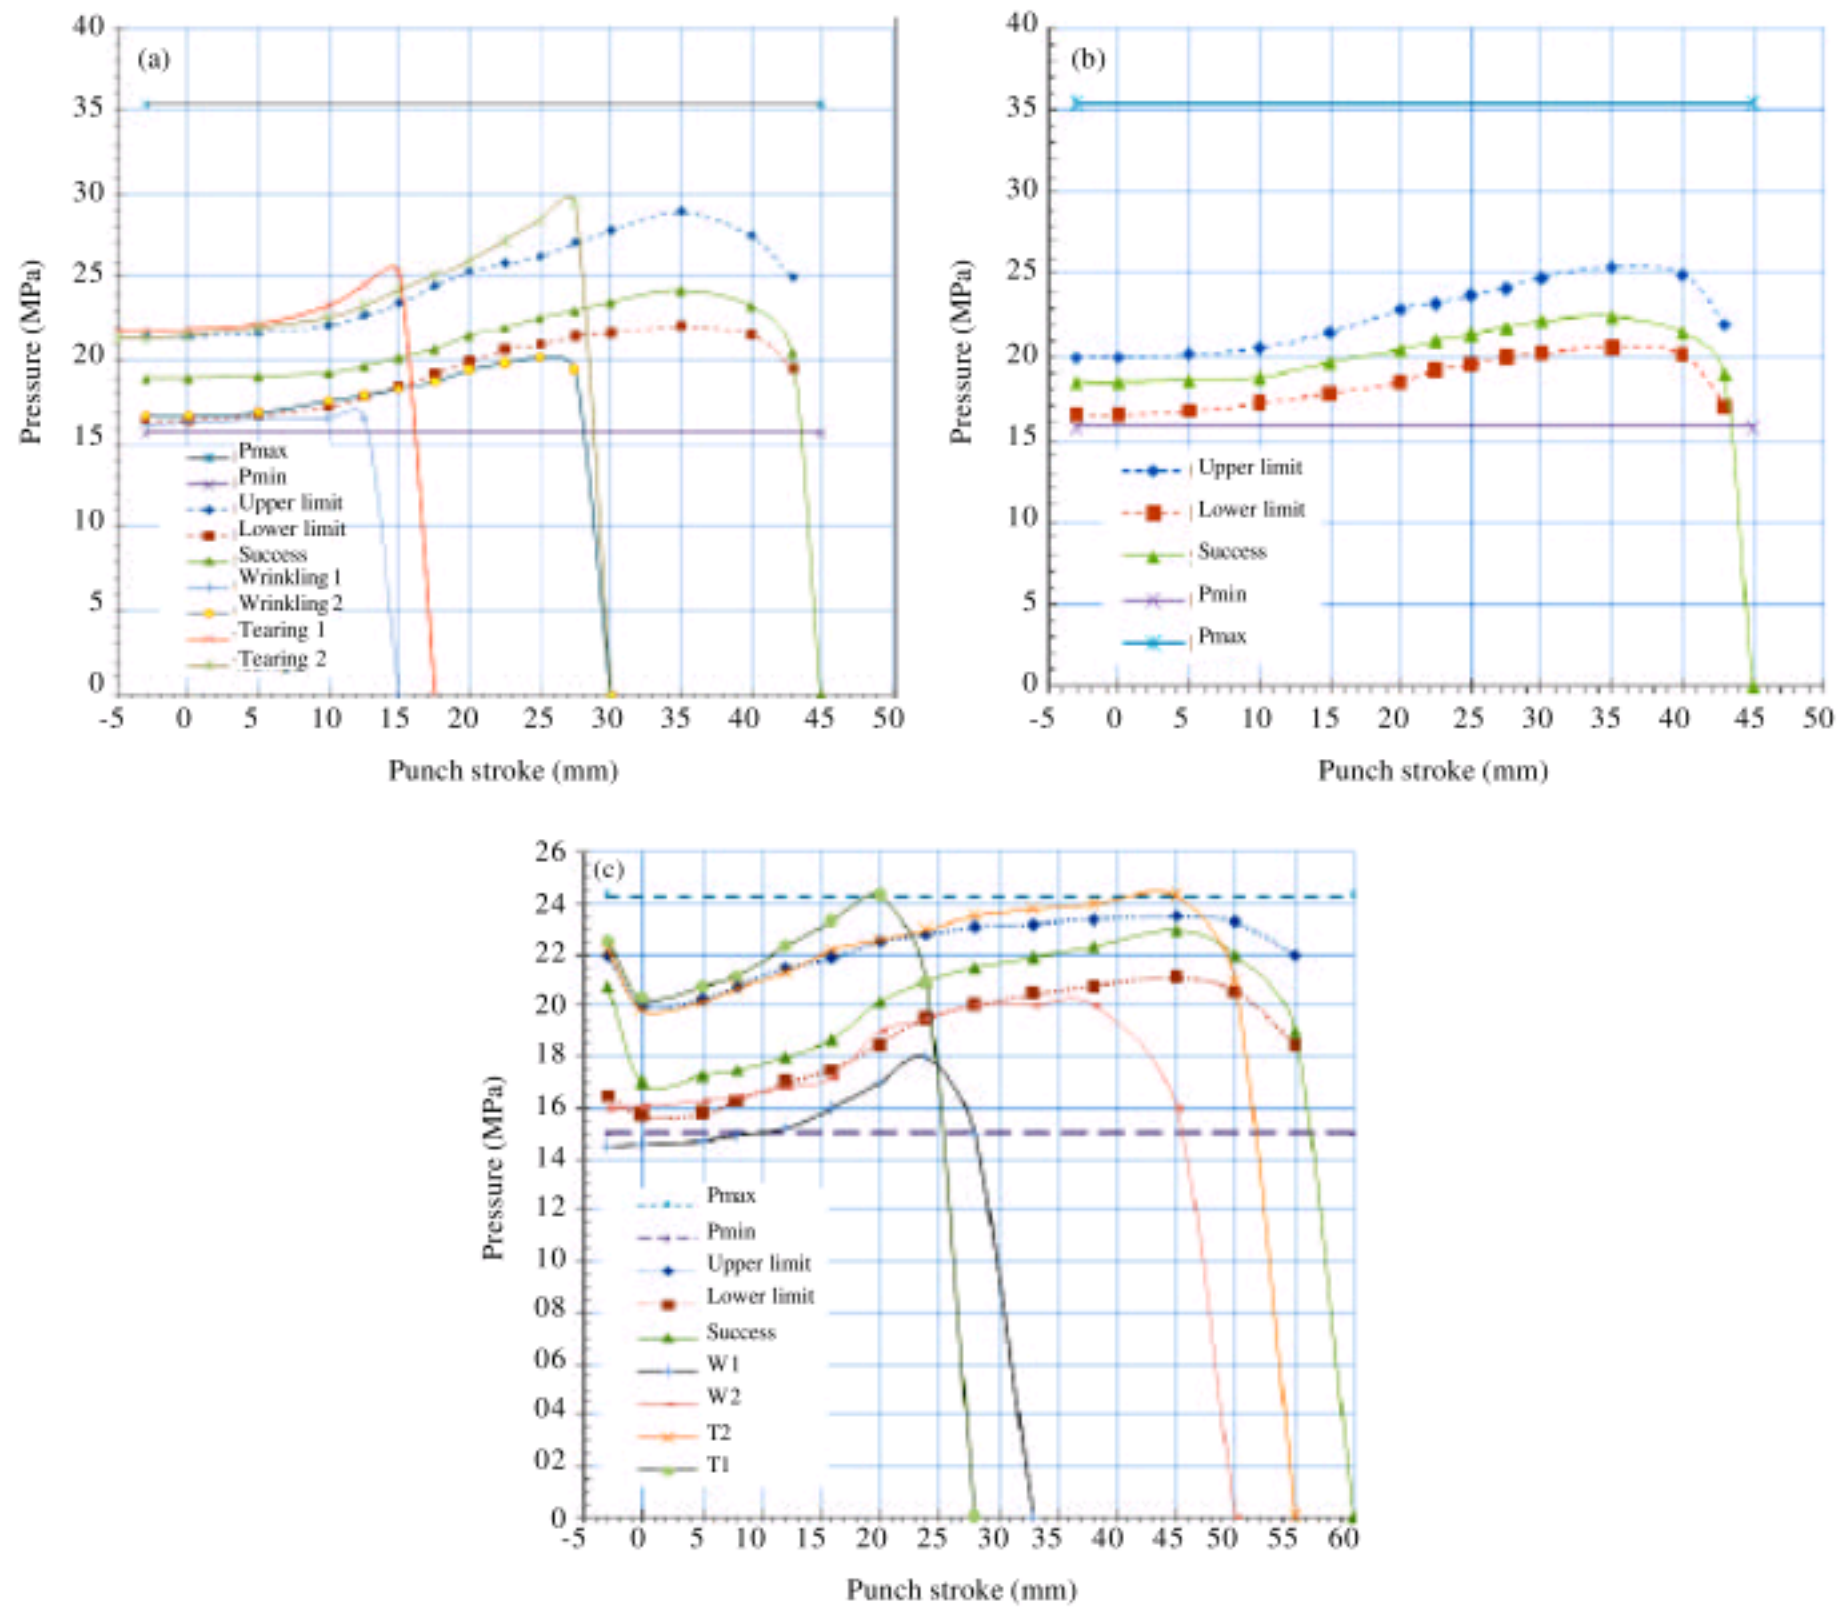 (a)
40
35
30
25
20
15
10
5
0
-5 0 5 10 15 20 25 30 35 40 45 50
Pressure (MPa)
Punch stroke (mm)
Pmax
Pmin
Upper limit
Lower limit
Success
Wrinkling 1
Wrinkling 2
Tearing 1
Tearing 2
(b)
40
35
30
25
20
15
10
5
0
-5 0 5 10 15 20 25 30 35 40 45 50
Pressure (MPa)
Punch stroke (mm)
Upper limit
Lower limit
Success
Pmin
Pmax
(c)
26
24
22
20
18
16
14
12
10
08
06
04
02
0
-5 0 5 10 15 20 25 30 35 40 45 50 55 60
Pressure (MPa)
Punch stroke (mm)
Pmax
Pmin
Upper limit
Lower limit
Success
W1
W2
T2
T1